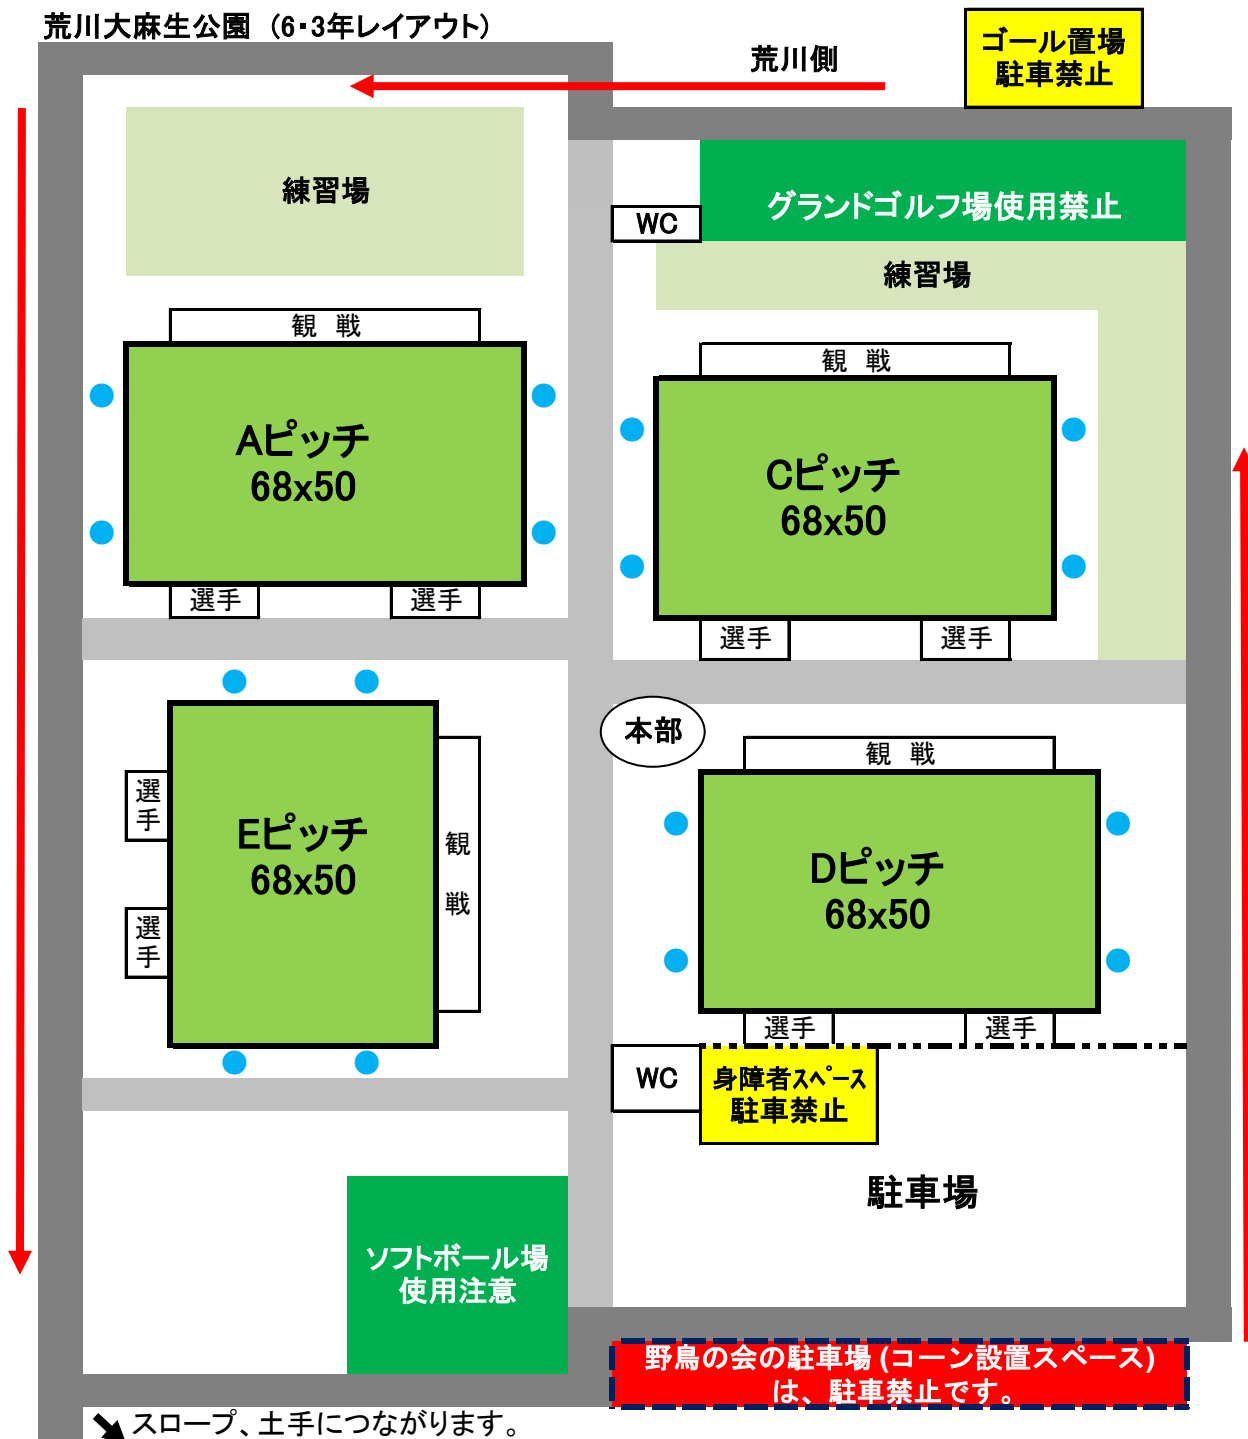 荒川大麻生公園 (6・3年レイアウト)
荒川側
ゴール置場
駐車禁止
練習場
グランドゴルフ場使用禁止
WC
練習場
観 戦
Aピッチ
68x50
選手
選手
観 戦
Cピッチ
68x50
選手
選手
本部
選手
選手
Eピッチ
68x50
観
戦
観 戦
Dピッチ
68x50
選手
選手
WC
身障者スペース
駐車禁止
駐車場
ソフトボール場
使用注意
野鳥の会の駐車場 (コーン設置スペース)
は、駐車禁止です。
スロープ、土手につながります。